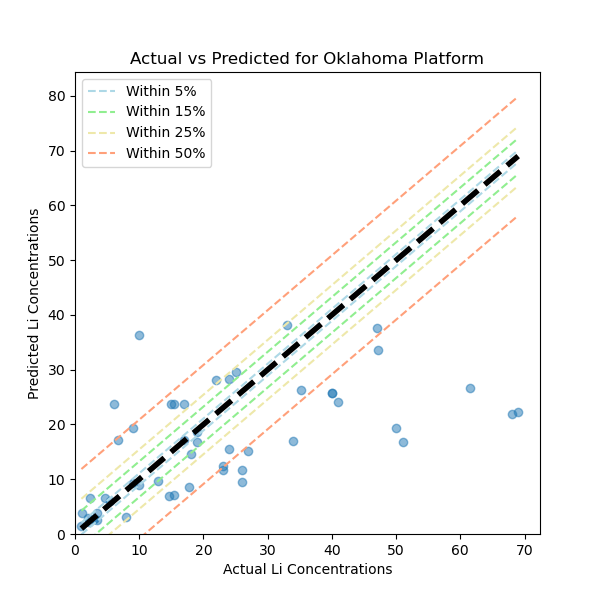 Actual vs Predicted for Oklahoma Platform
Within 5%
Within 15%
Within 25%
Within 50%
Predicted Li Concentrations
80
70
60
50
40
30
20
10
0
0 10 20 30 40 50 60 70
Actual Li Concentrations